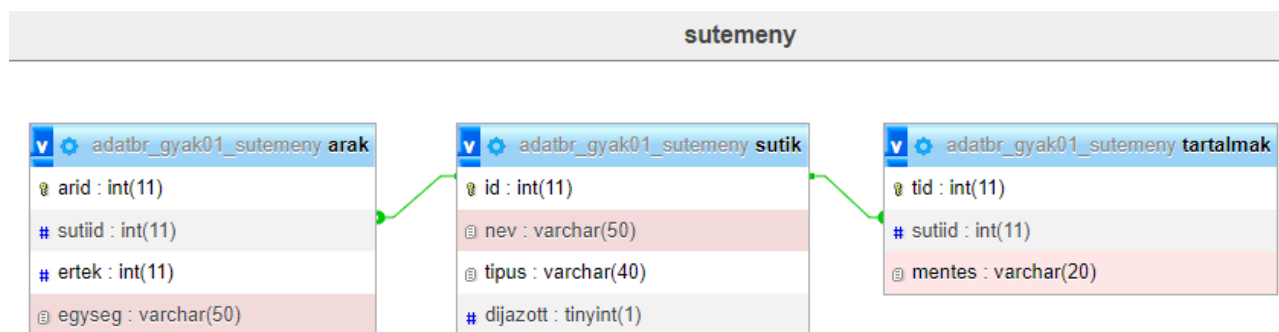 sutemeny
v adatbr_gyak01_sutemeny arak
arid : int(11)
# sutiid : int(11)
# ertek : int(11)
egyseg : varchar(50)
v adatbr_gyak01_sutemeny sutik
id : int(11)
nev : varchar(50)
tipus : varchar(40)
# dijazott : tinyint(1)
v adatbr_gyak01_sutemeny tartalmak
tid : int(11)
# sutiid : int(11)
mentes : varchar(20)